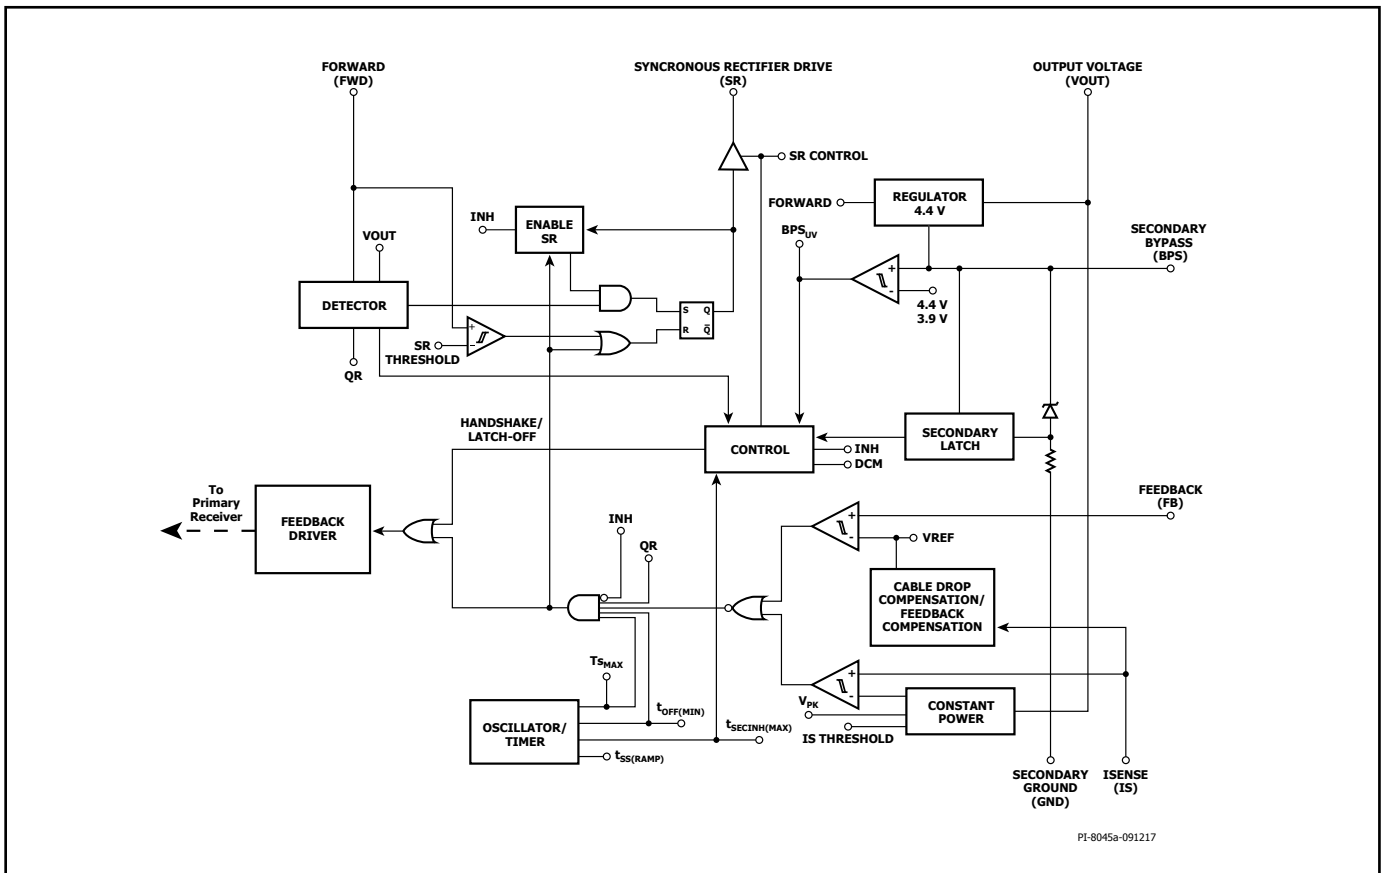 FORWARD
(FWD)
SYNCRONOUS RECTIFIER DRIVE
(SR)
OUTPUT VOLTAGE
(VOUT)
SR CONTROL
FORWARD
REGULATOR
4.4 V
INH
ENABLE
SR
VOUT
BPSUV
SECONDARY
BYPASS
(BPS)
DETECTOR
+
-
4.4 V
3.9 V
S Q
R Q̅
+
-
SR
THRESHOLD
QR
HANDSHAKE/
LATCH-OFF
CONTROL
INH
DCM
SECONDARY
LATCH
To
Primary
Receiver
FEEDBACK
DRIVER
INH
QR
FEEDBACK
(FB)
+
-
VREF
CABLE DROP
COMPENSATION/
FEEDBACK
COMPENSATION
TsMAX
+
-
VPK
CONSTANT
POWER
IS THRESHOLD
OSCILLATOR/
TIMER
tOFF(MIN)
tSECINH(MAX)
tSS(RAMP)
SECONDARY
GROUND
(GND)
ISENSE
(IS)
PI-8045a-091217